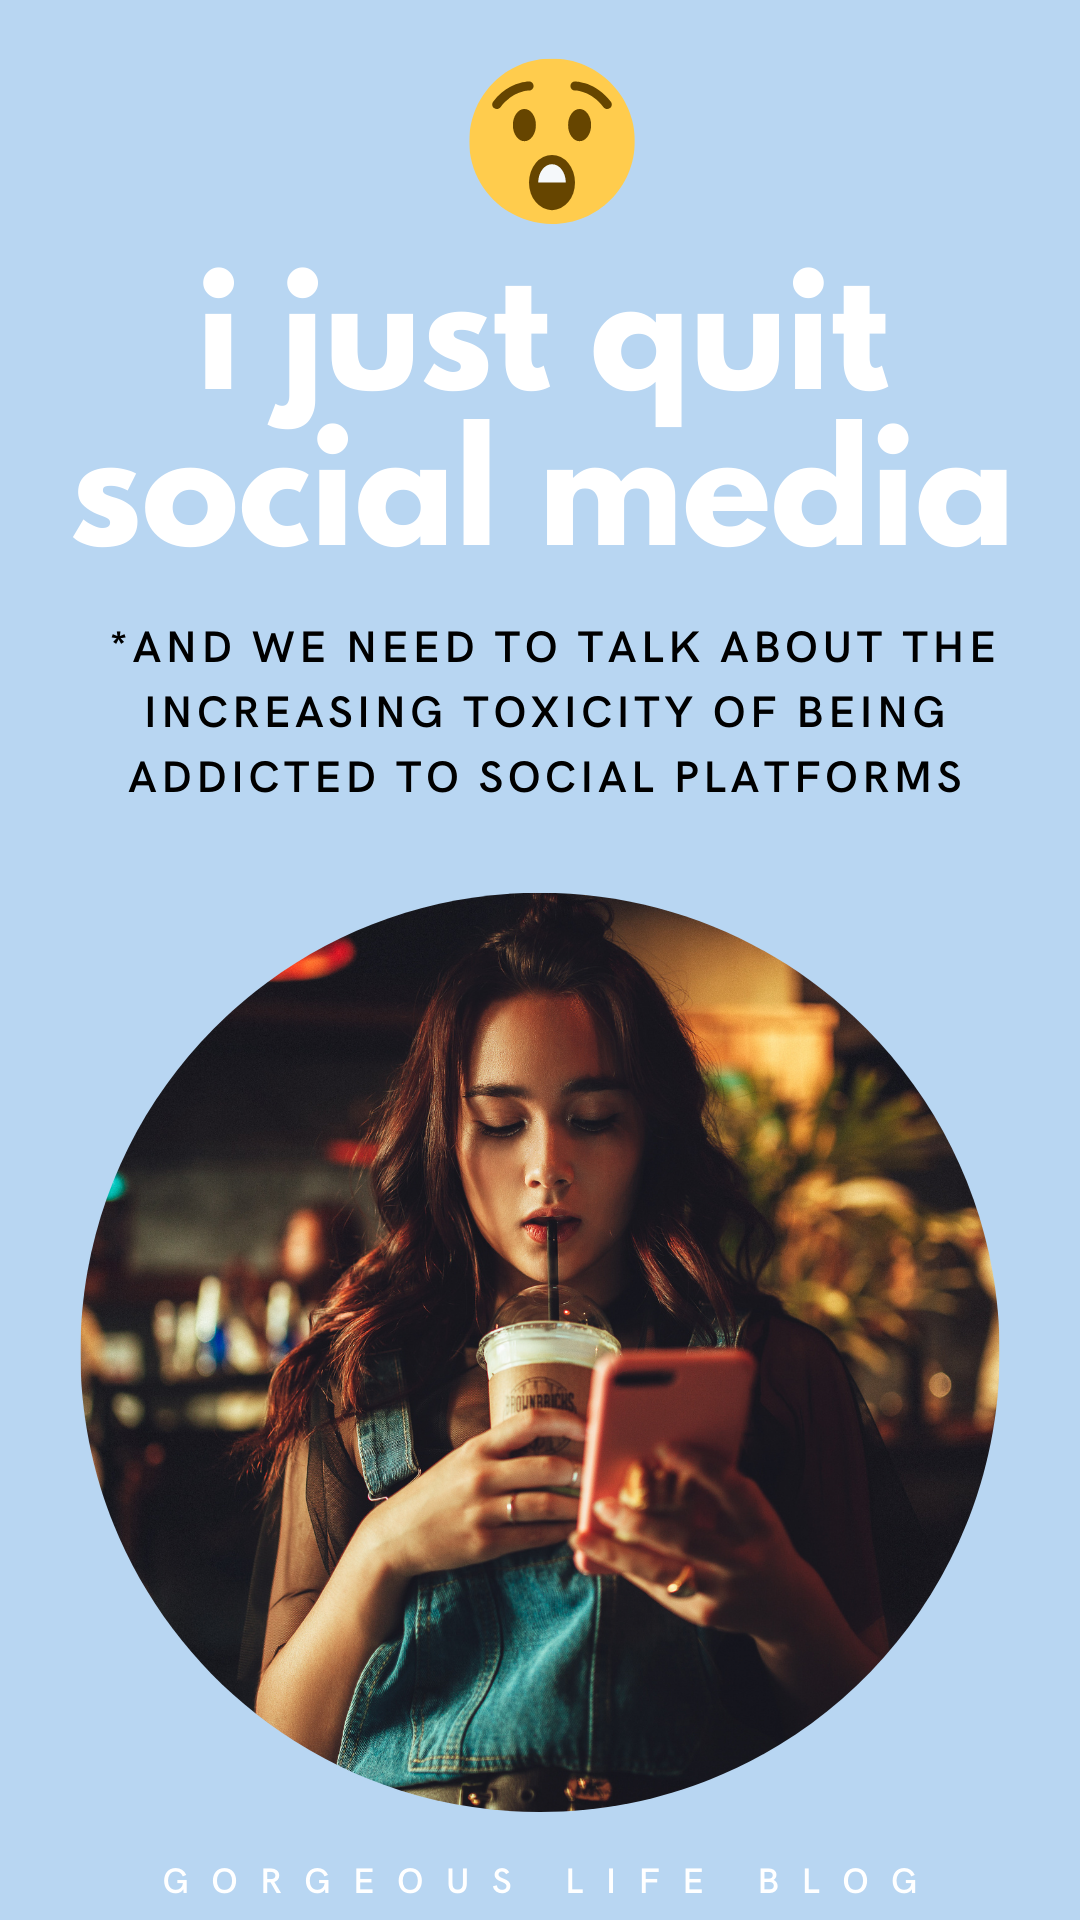 i just quit
social media
*AND WE NEED TO TALK ABOUT THE
INCREASING TOXICITY OF BEING
ADDICTED TO SOCIAL PLATFORMS
BROWNBRICKS
GORGEOUS LIFE BLOG